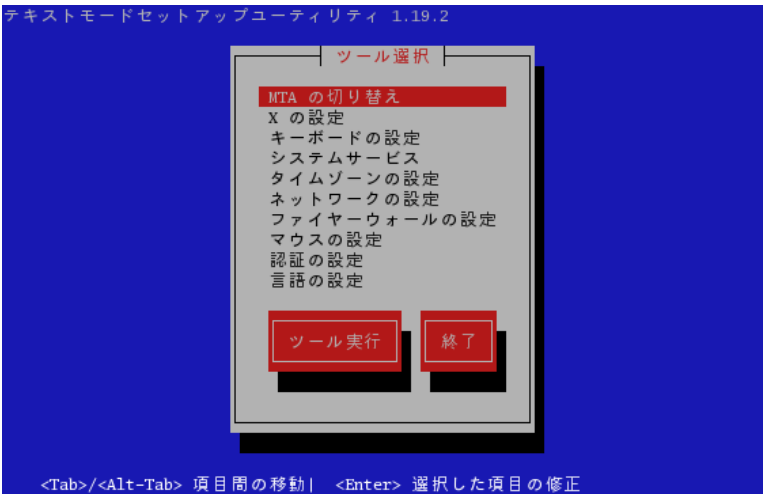 テキストモードセットアップユーティリティ 1.19.2
ツール選択
MTA の切り替え
X の設定
キーボードの設定
システムサービス
タイムゾーンの設定
ネットワークの設定
ファイヤーウォールの設定
マウスの設定
認証の設定
言語の設定
ツール実行 終了
<Tab>/<Alt-Tab> 項目間の移動| <Enter> 選択した項目の修正